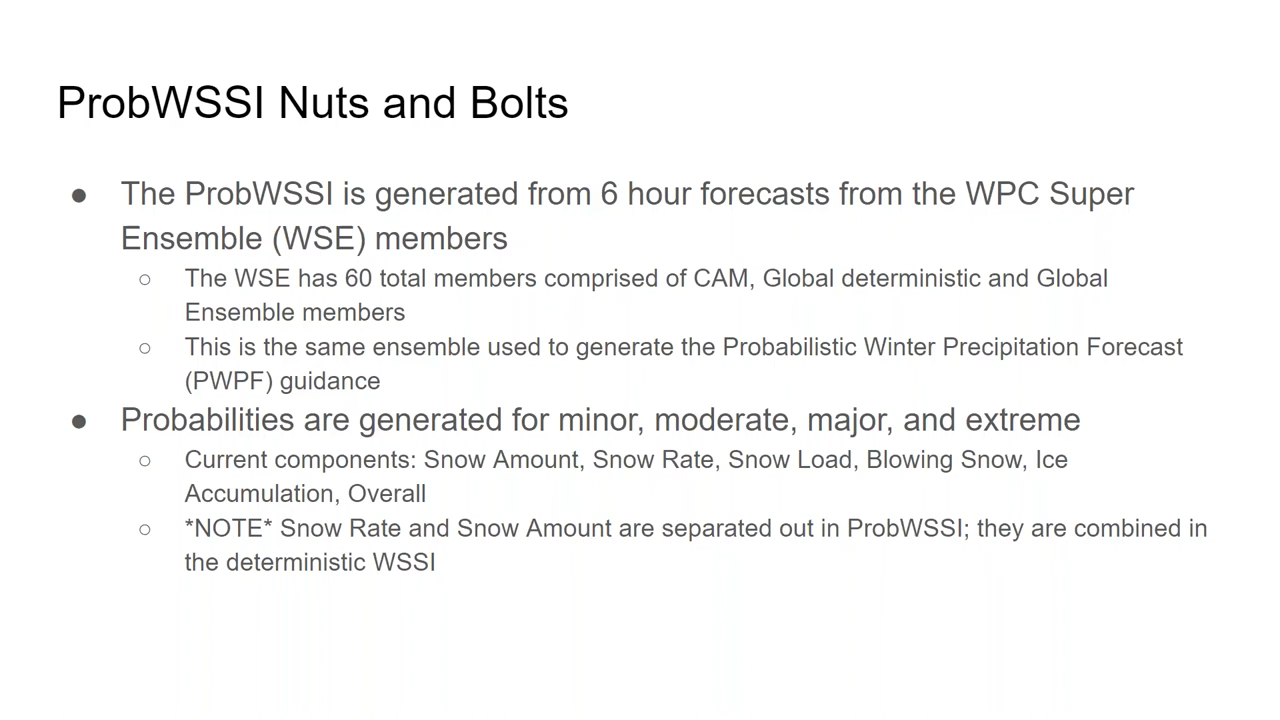 ProbWSSI Nuts and Bolts
● The ProbWSSI is generated from 6 hour forecasts from the WPC Super
Ensemble (WSE) members
○ The WSE has 60 total members comprised of CAM, Global deterministic and Global
Ensemble members
○ This is the same ensemble used to generate the Probabilistic Winter Precipitation Forecast
(PWPF) guidance
● Probabilities are generated for minor, moderate, major, and extreme
○ Current components: Snow Amount, Snow Rate, Snow Load, Blowing Snow, Ice
Accumulation, Overall
○ *NOTE* Snow Rate and Snow Amount are separated out in ProbWSSI; they are combined in
the deterministic WSSI